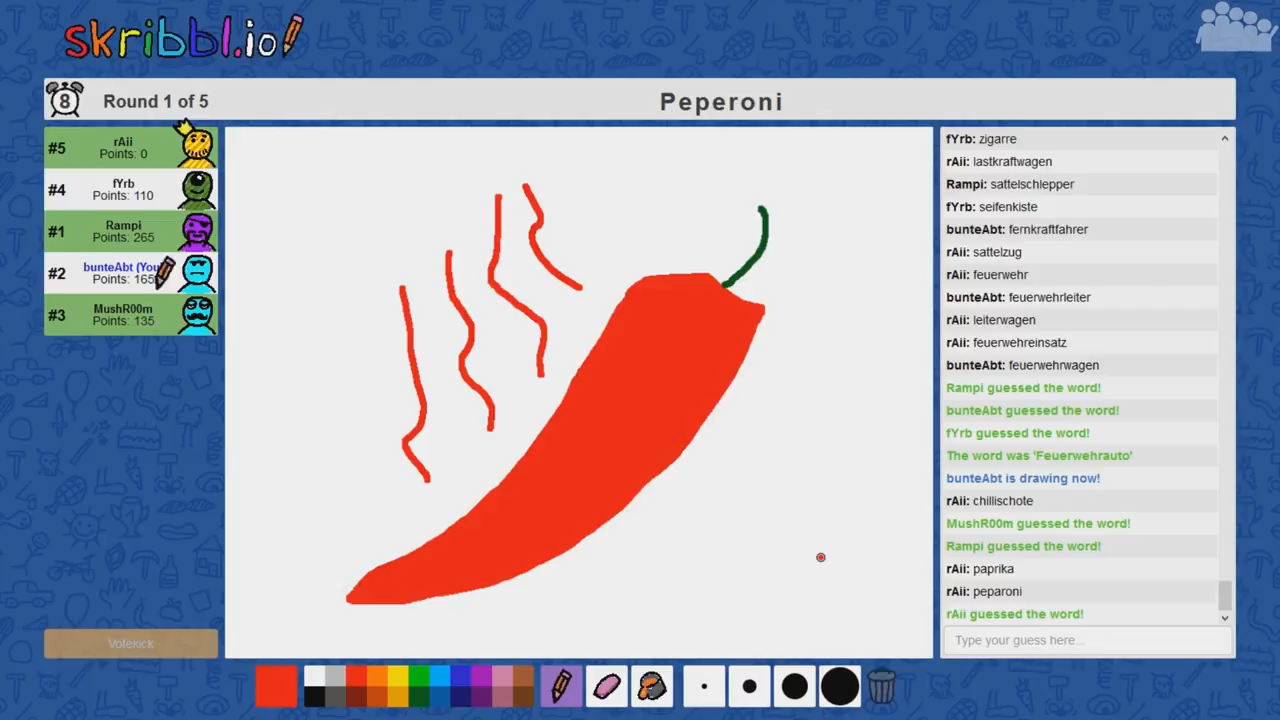 skribbl.io
8
Round 1 of 5
Peperoni
#5
rAii
Points: 0
#4
fYrb
Points: 110
#1
Rampi
Points: 265
#2
bunteAbt (You
Points: 165
#3
MushR00m
Points: 135
Votekick
fYrb: zigarre
rAii: lastkraftwagen
Rampi: sattelschlepper
fYrb: seifenkiste
bunteAbt: fernkraftfahrer
rAii: sattelzug
rAii: feuerwehr
bunteAbt: feuerwehrleiter
rAii: leiterwagen
rAii: feuerwehreinsatz
bunteAbt: feuerwehrwagen
Rampi guessed the word!
bunteAbt guessed the word!
fYrb guessed the word!
The word was 'Feuerwehrauto'
bunteAbt is drawing now!
rAii: chillischote
MushR00m guessed the word!
Rampi guessed the word!
rAii: paprika
rAii: peparoni
rAii guessed the word!
Type your guess here...